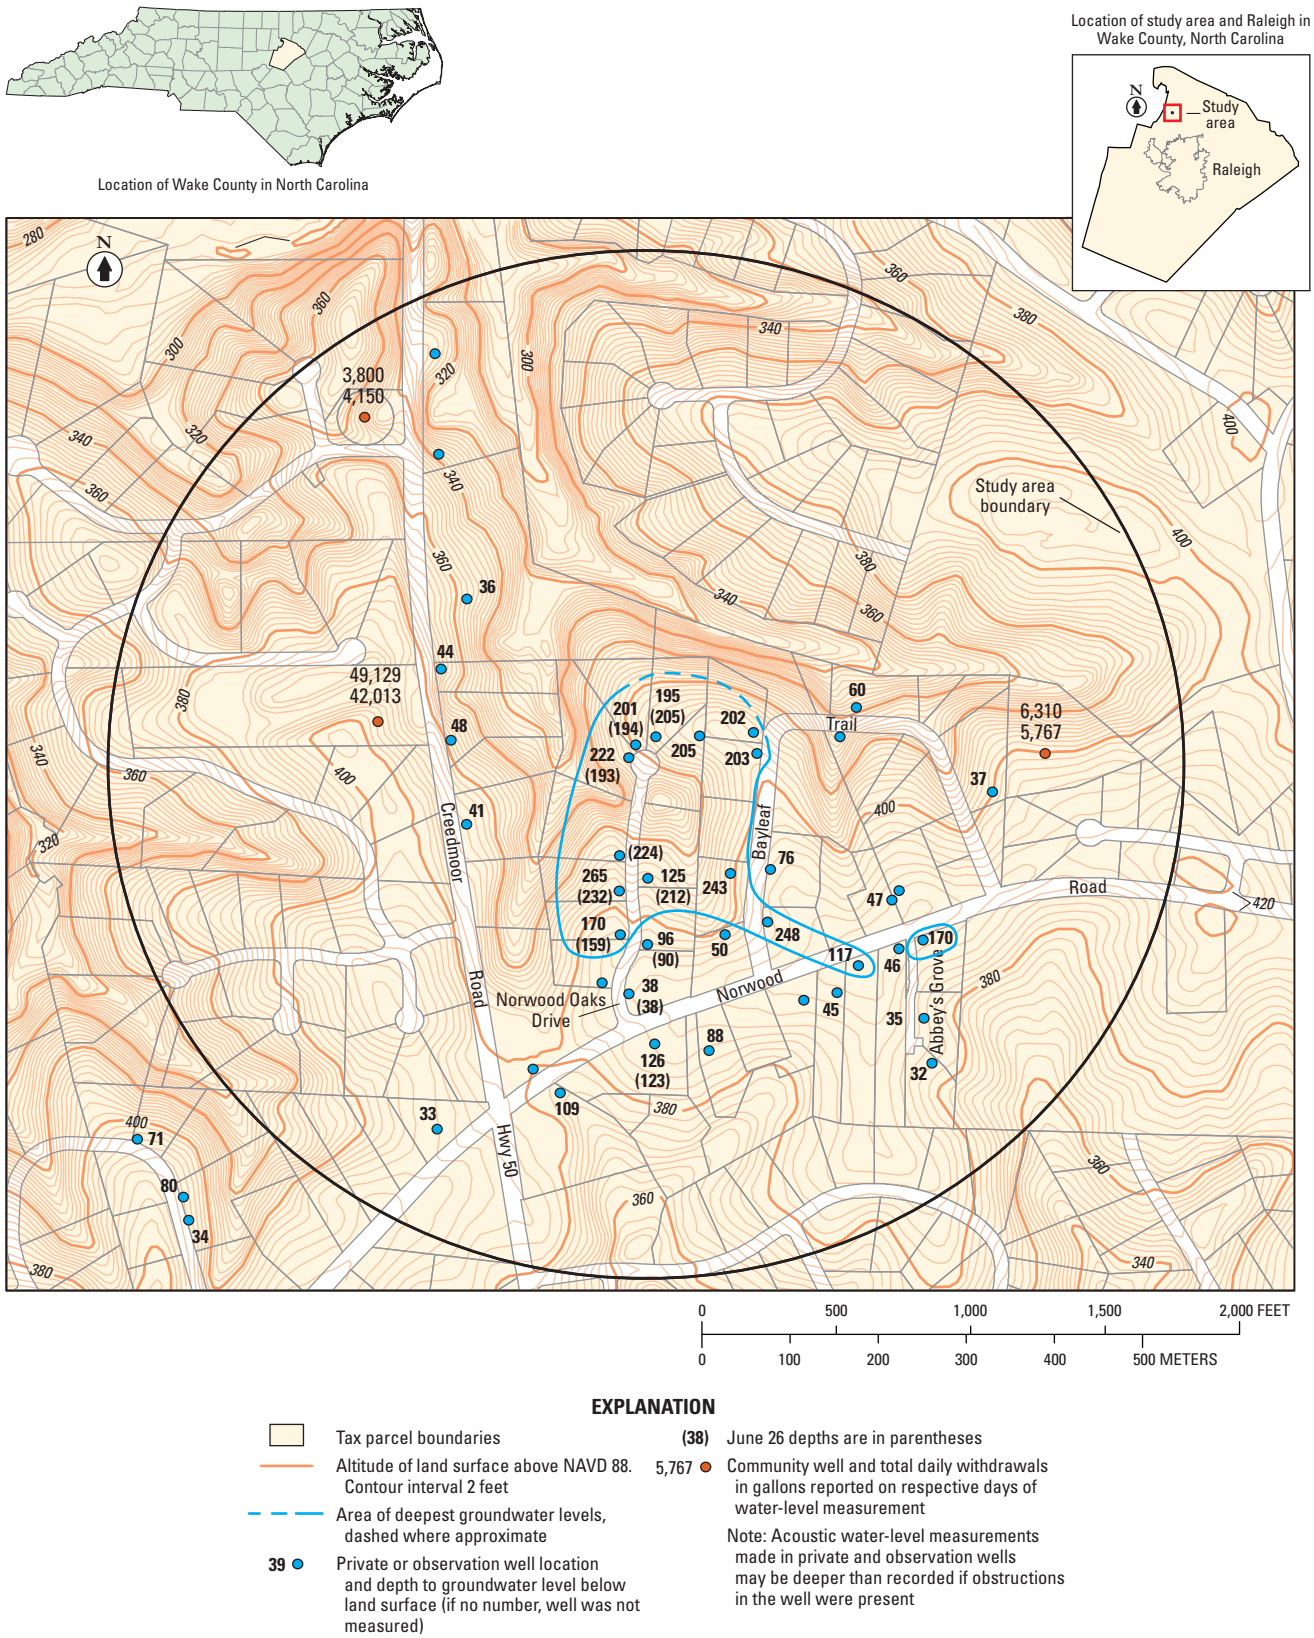 Location of study area and Raleigh in
Wake County, North Carolina
N
Study
area
Raleigh
Location of Wake County in North Carolina
280
N
360
300
320
340
360
3,800
4,150
320
340
300
340
360
380
400
Study area
boundary
400
380
360
340
360
36
44
49,129
42,013
380
48
340
360
400
320
41
Creedmoor
Road
Hwy 50
195
(205)
201
(194)
222
(193)
202
205
203
60
Trail
6,310
5,767
37
400
Bayleaf
(224)
265
(232)
125
(212)
243
76
47
Road
420
170
(159)
96
(90)
50
248
117
46
170
380
Norwood Oaks
Drive
38
(38)
Norwood
45
35
Abbey's Grove
32
126
(123)
88
109
380
33
400
71
80
34
380
360
360
340
0
500
1,000
1,500
2,000 FEET
0
100
200
300
400
500 METERS
EXPLANATION
Tax parcel boundaries
Altitude of land surface above NAVD 88.
Contour interval 2 feet
Area of deepest groundwater levels,
dashed where approximate
39
Private or observation well location
and depth to groundwater level below
land surface (if no number, well was not
measured)
(38) June 26 depths are in parentheses
5,767
Community well and total daily withdrawals
in gallons reported on respective days of
water-level measurement
Note: Acoustic water-level measurements
made in private and observation wells
may be deeper than recorded if obstructions
in the well were present